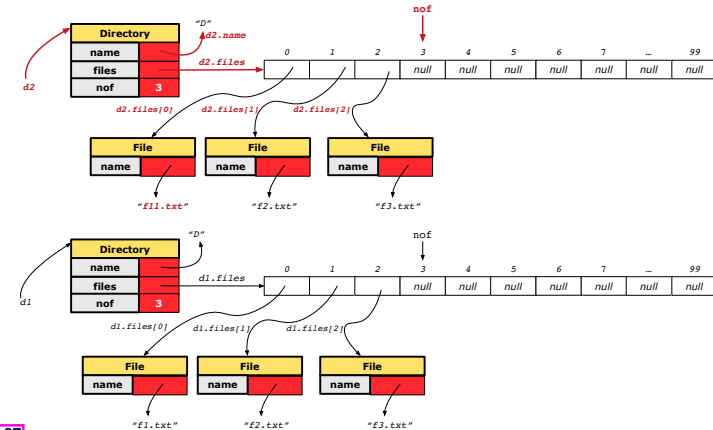 "D"
nof
Directory
d2.name
name
0 1 2 3 4 5 6 7 … 99
files
d2.files
null null null null null null null
d2
nof 3
d2.files[0] d2.files[1] d2.files[2]
File File File
name name name
"f11.txt" "f2.txt" "f3.txt"
"D"
nof
Directory
name
0 1 2 3 4 5 6 7 … 99
files
d1.files
null null null null null null null
d1
nof 3
d1.files[0] d1.files[1] d1.files[2]
File File File
name name name
"f1.txt" "f2.txt" "f3.txt"